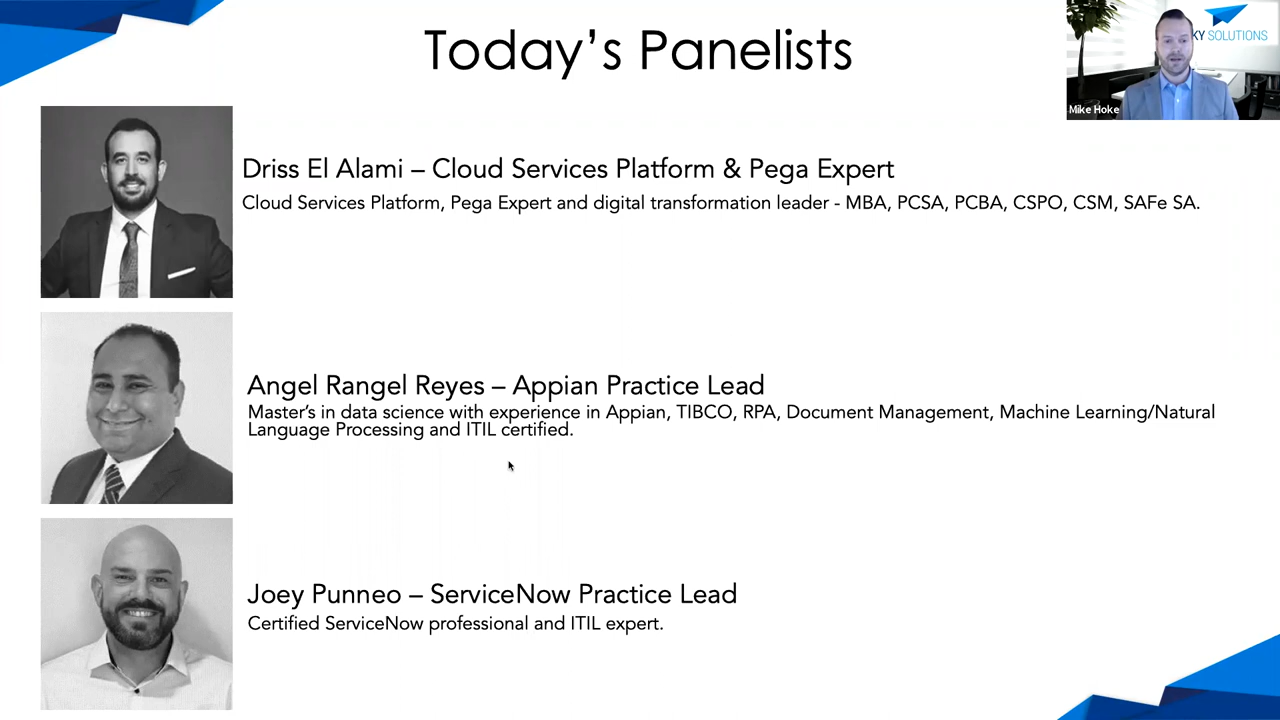 Today's Panelists
KY SOLUTIONS
Mike Hoke
Driss El Alami – Cloud Services Platform & Pega Expert
Cloud Services Platform, Pega Expert and digital transformation leader - MBA, PCSA, PCBA, CSPO, CSM, SAFe SA.
Angel Rangel Reyes – Appian Practice Lead
Master's in data science with experience in Appian, TIBCO, RPA, Document Management, Machine Learning/Natural
Language Processing and ITIL certified.
Joey Punneo – ServiceNow Practice Lead
Certified ServiceNow professional and ITIL expert.